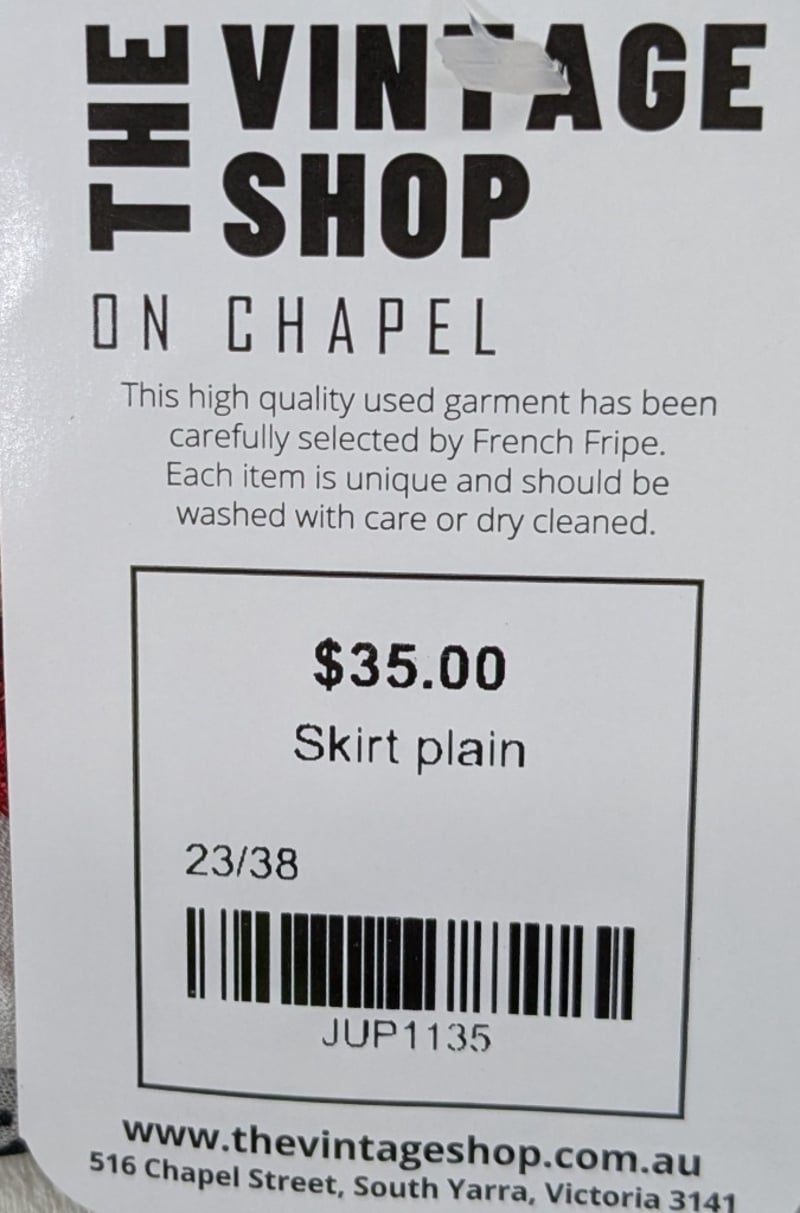 THE VINTAGE
SHOP
ON CHAPEL
This high quality used garment has been
carefully selected by French Fripe.
Each item is unique and should be
washed with care or dry cleaned.
$35.00
Skirt plain
23/38
JUP1135
www.thevintageshop.com.au
516 Chapel Street, South Yarra, Victoria 3141